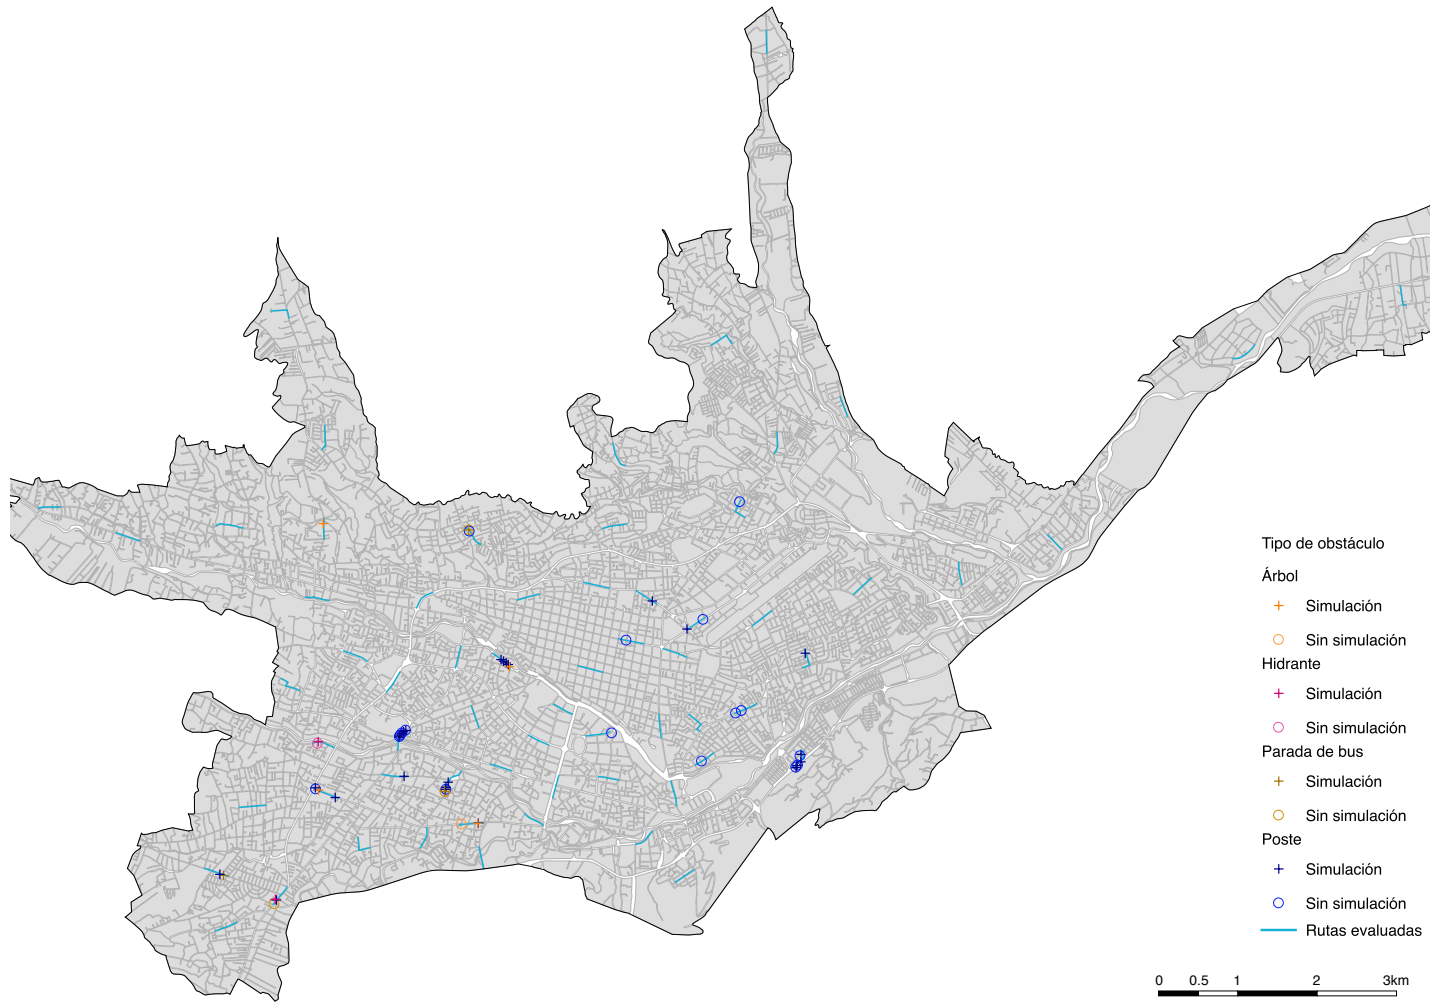 Tipo de obstáculo
Árbol
Simulación
Sin simulación
Hidrante
Simulación
Sin simulación
Parada de bus
Simulación
Sin simulación
Poste
Simulación
Sin simulación
Rutas evaluadas
0 0.5 1 2 3km